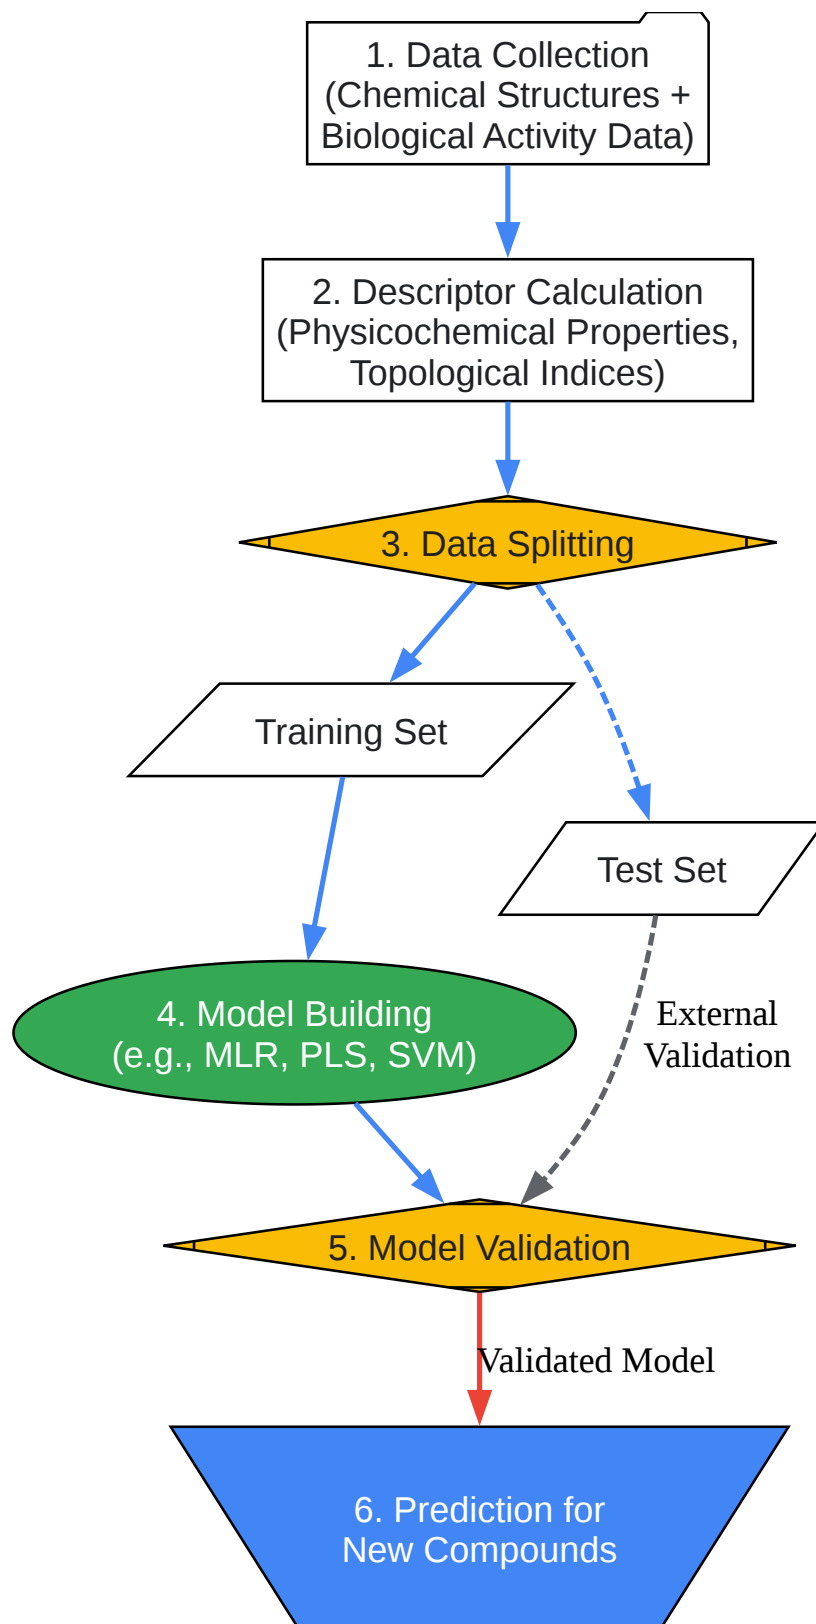 1. Data Collection
(Chemical Structures +
Biological Activity Data)
2. Descriptor Calculation
(Physicochemical Properties,
Topological Indices)
3. Data Splitting
Training Set
Test Set
4. Model Building
(e.g., MLR, PLS, SVM)
External
Validation
5. Model Validation
Validated Model
6. Prediction for
New Compounds